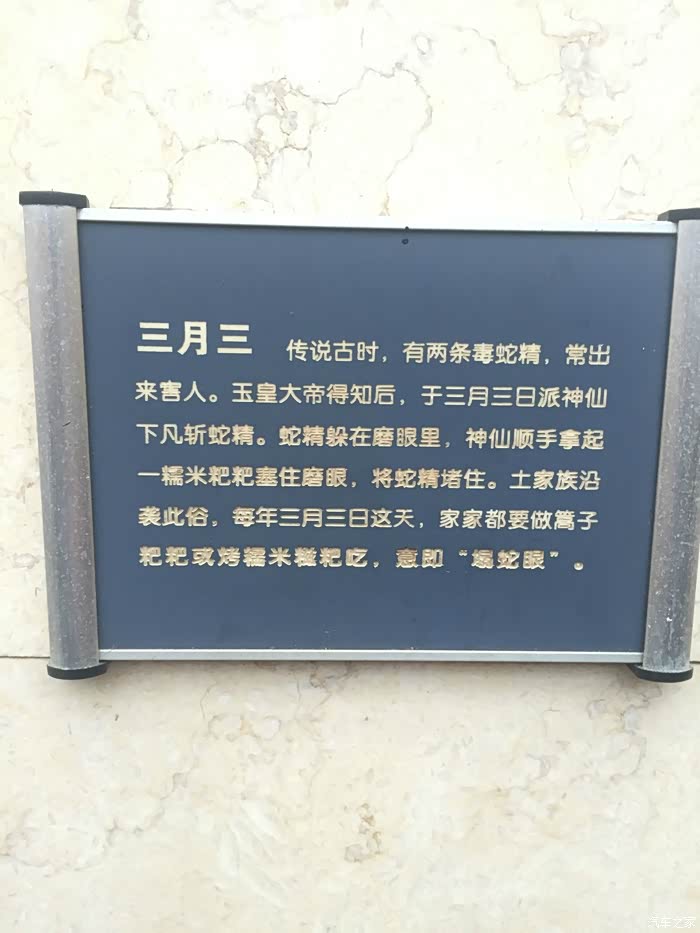 三月三 传说古时，有两条毒蛇精，常出
来害人。玉皇大帝得知后，于三月三日派神仙
下凡斩蛇精。蛇精躲在磨眼里，神仙顺手拿起
一糯米粑粑塞住磨眼，将蛇精堵住。土家族沿
袭此俗，每年三月三日这天，家家都要做蒿子
粑粑或烤糯米糍粑吃，意即“塌蛇眼”。
汽车之家